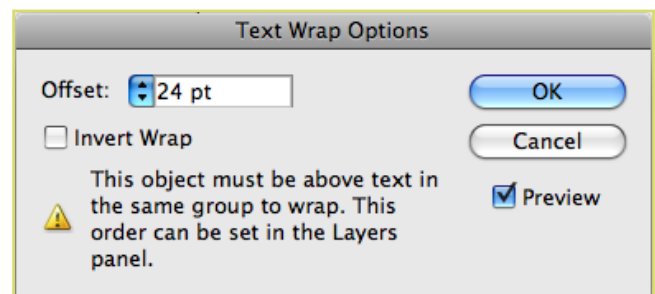 Text Wrap Options
Offset: 24 pt
OK
Invert Wrap
Cancel
This object must be above text in
the same group to wrap. This
order can be set in the Layers
panel.
Preview